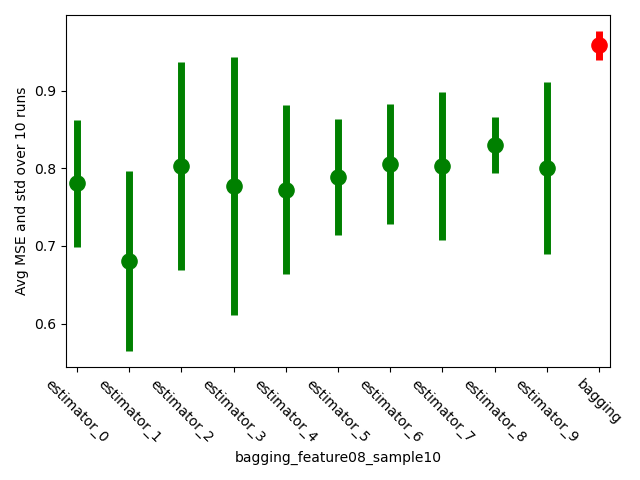 Avg MSE and std over 10 runs
0.9
0.8
0.7
0.6
estimator_0
estimator_1
estimator_2
estimator_3
estimator_4
estimator_5
estimator_6
estimator_7
estimator_8
estimator_9
bagging
bagging_feature08_sample10